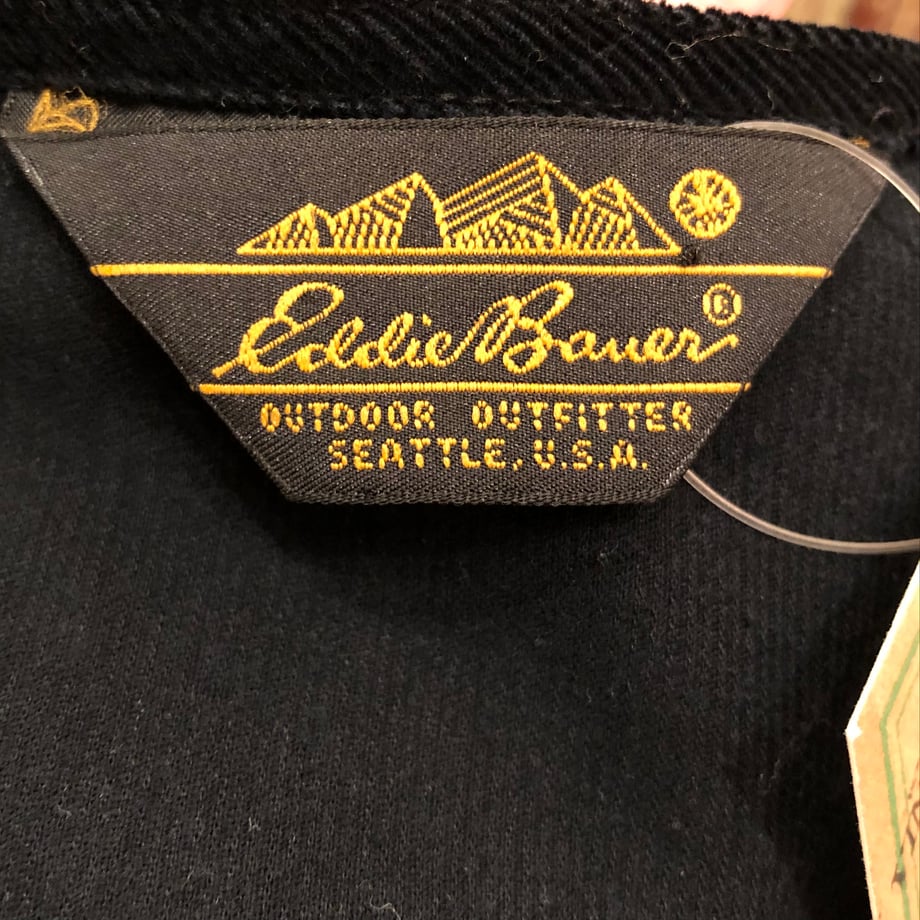 Eddie Bauer®
OUTDOOR OUTFITTER
SEATTLE, U.S.A.